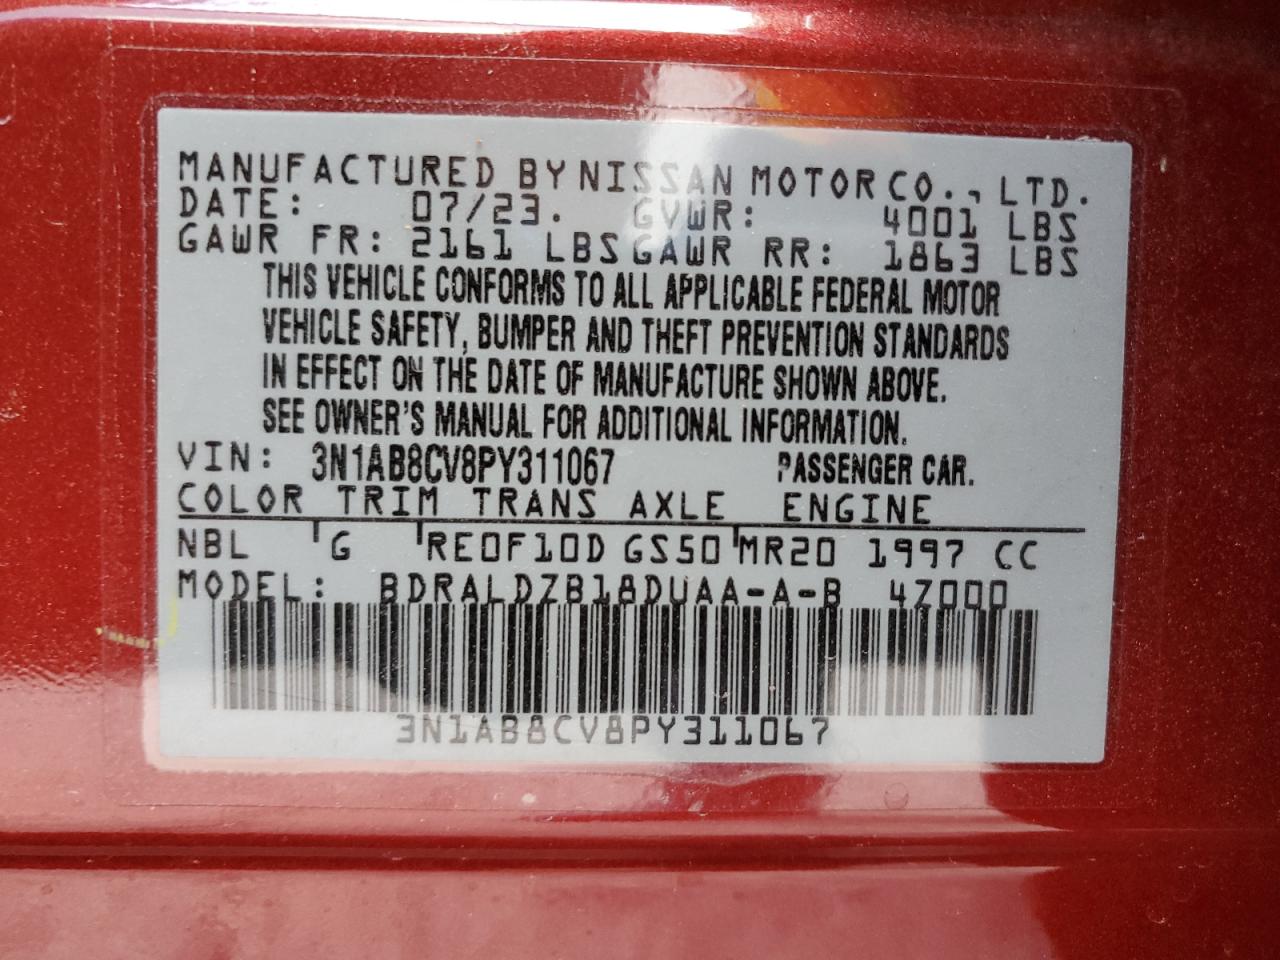 MANUFACTURED BY NISSAN MOTOR CO., LTD.
DATE: 07/23. GVWR: 4001 LBS
GAWR FR: 2161 LBS GAWR RR: 1863 LBS
THIS VEHICLE CONFORMS TO ALL APPLICABLE FEDERAL MOTOR
VEHICLE SAFETY, BUMPER AND THEFT PREVENTION STANDARDS
IN EFFECT ON THE DATE OF MANUFACTURE SHOWN ABOVE.
SEE OWNER'S MANUAL FOR ADDITIONAL INFORMATION.
VIN: 3N1AB8CV8PY311067 PASSENGER CAR.
COLOR TRIM TRANS AXLE ENGINE
NBL G RE0F10D GS50 MR20 1997 CC
MODEL: BDRALDZB18DUAA-A-B 4Z000
3N1AB8CV8PY311067